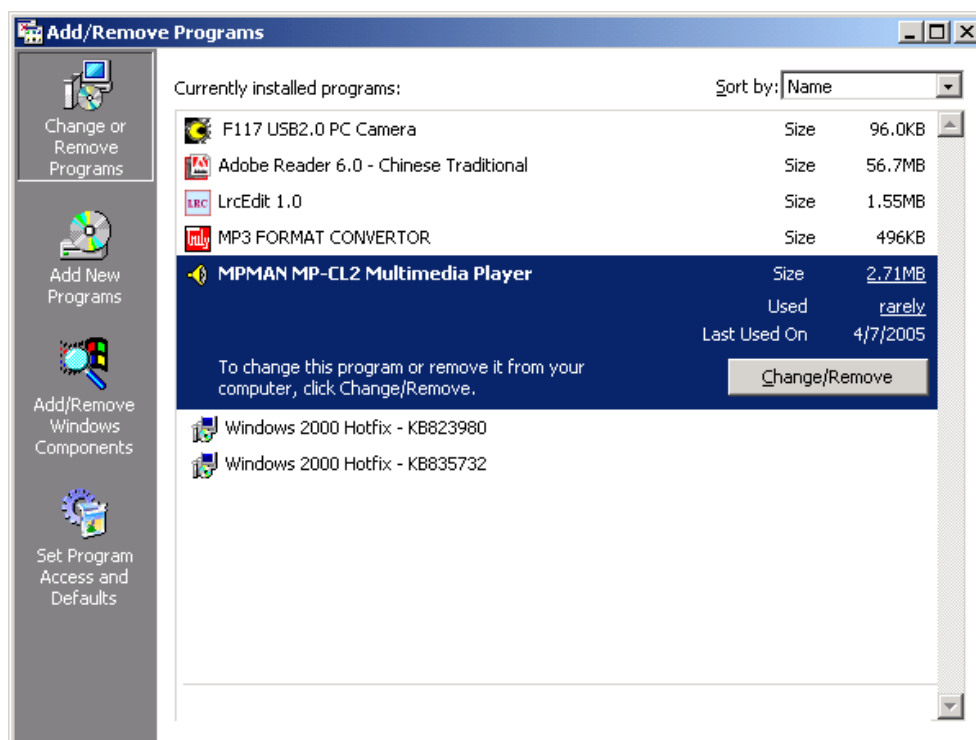 Add/Remove Programs
Change or
Remove
Programs
Add New
Programs
Add/Remove
Windows
Components
Set Program
Access and
Defaults
Currently installed programs:
Sort by: Name
F117 USB2.0 PC Camera Size 96.0KB
Adobe Reader 6.0 - Chinese Traditional Size 56.7MB
LRC LrcEdit 1.0 Size 1.55MB
MP3 FORMAT CONVERTOR Size 496KB
MPMAN MP-CL2 Multimedia Player Size 2.71MB
Used rarely
Last Used On 4/7/2005
To change this program or remove it from your
computer, click Change/Remove.
Change/Remove
Windows 2000 Hotfix - KB823980
Windows 2000 Hotfix - KB835732